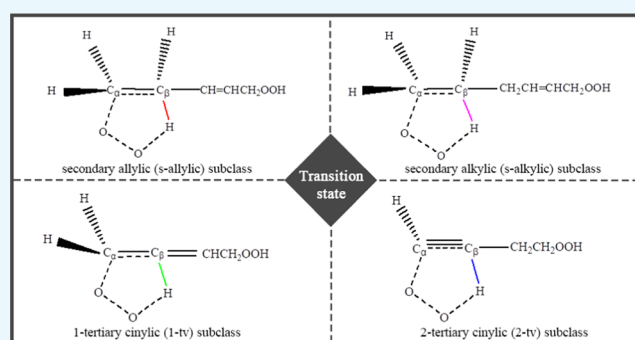 H
H
H
Cα
Cβ
CH=CHCH₂OOH
H
O
O
secondary allylic (s-allylic) subclass
H
H
H
Cα
Cβ
CH₂CH=CHCH₂OOH
H
O
O
secondary alkylic (s-alkylic) subclass
Transition
state
H
H
Cα
Cβ
CHCH₂OOH
H
O
O
1-tertiary cinylic (1-tv) subclass
H
Cα
Cβ
CH₂CH₂OOH
H
O
O
2-tertiary cinylic (2-tv) subclass